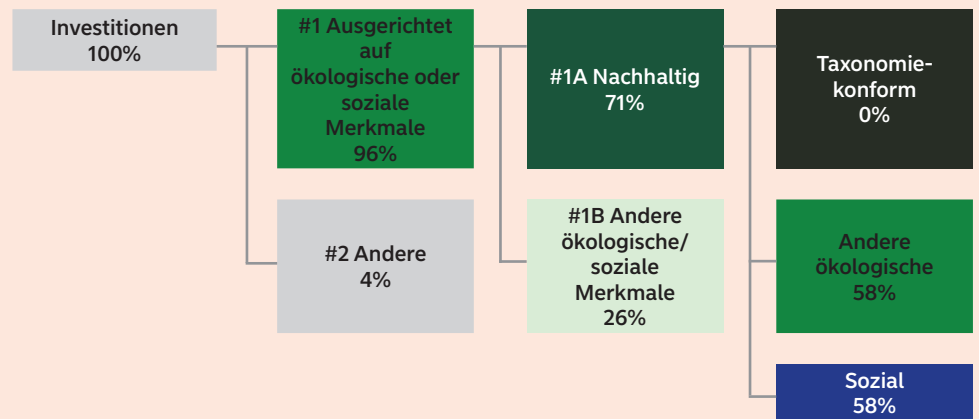 Investitionen
100%
#1 Ausgerichtet
auf
ökologische oder
soziale
Merkmale
96%
#1A Nachhaltig
71%
Taxonomie-
konform
0%
#2 Andere
4%
#1B Andere
ökologische/
soziale
Merkmale
26%
Andere
ökologische
58%
Sozial
58%